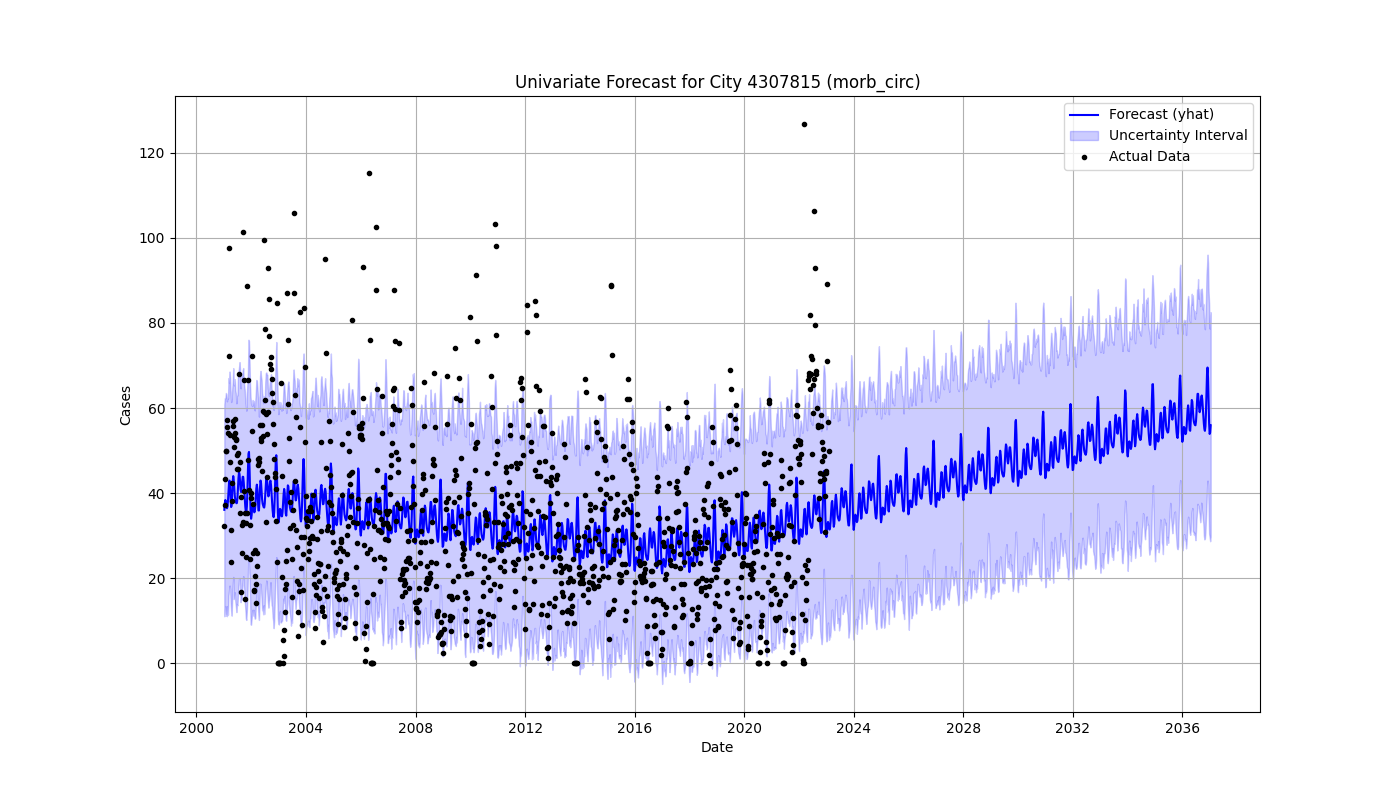 Univariate Forecast for City 4307815 (morb_circ)
Forecast (yhat)
Uncertainty Interval
Actual Data
Cases
120
100
80
60
40
20
0
2000 2004 2008 2012 2016 2020 2024 2028 2032 2036
Date